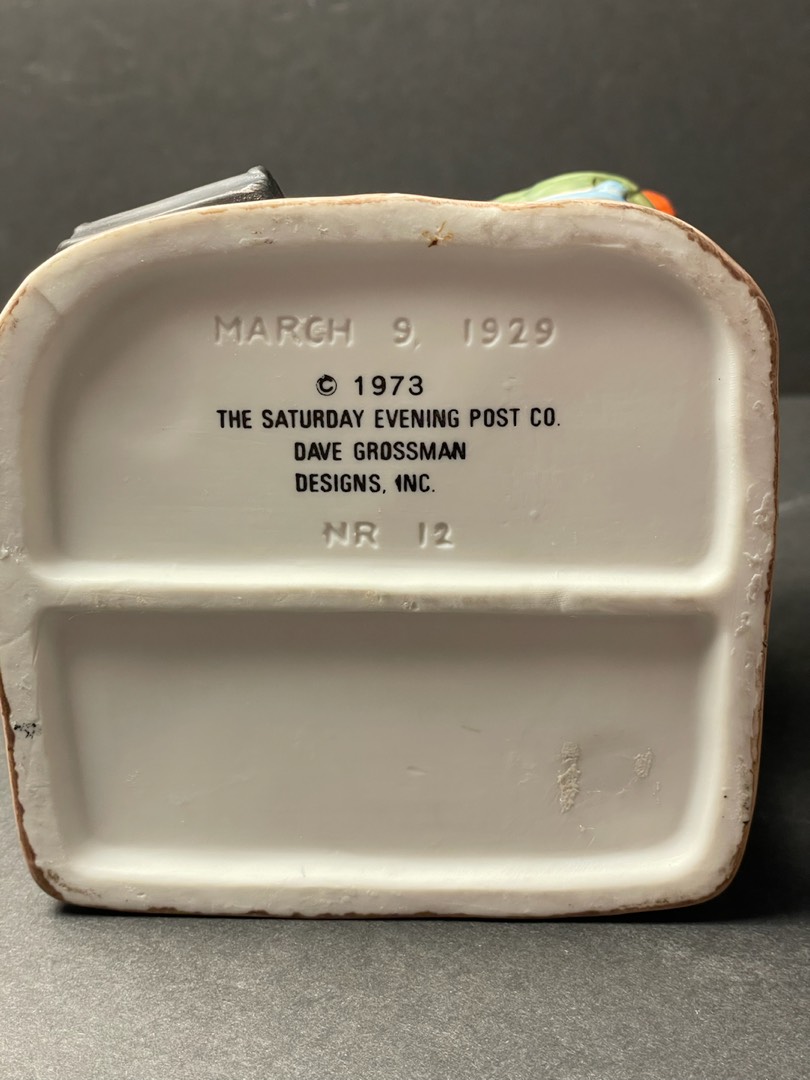 MARCH 9, 1929
© 1973
THE SATURDAY EVENING POST CO.
DAVE GROSSMAN
DESIGNS, INC.
NR 12